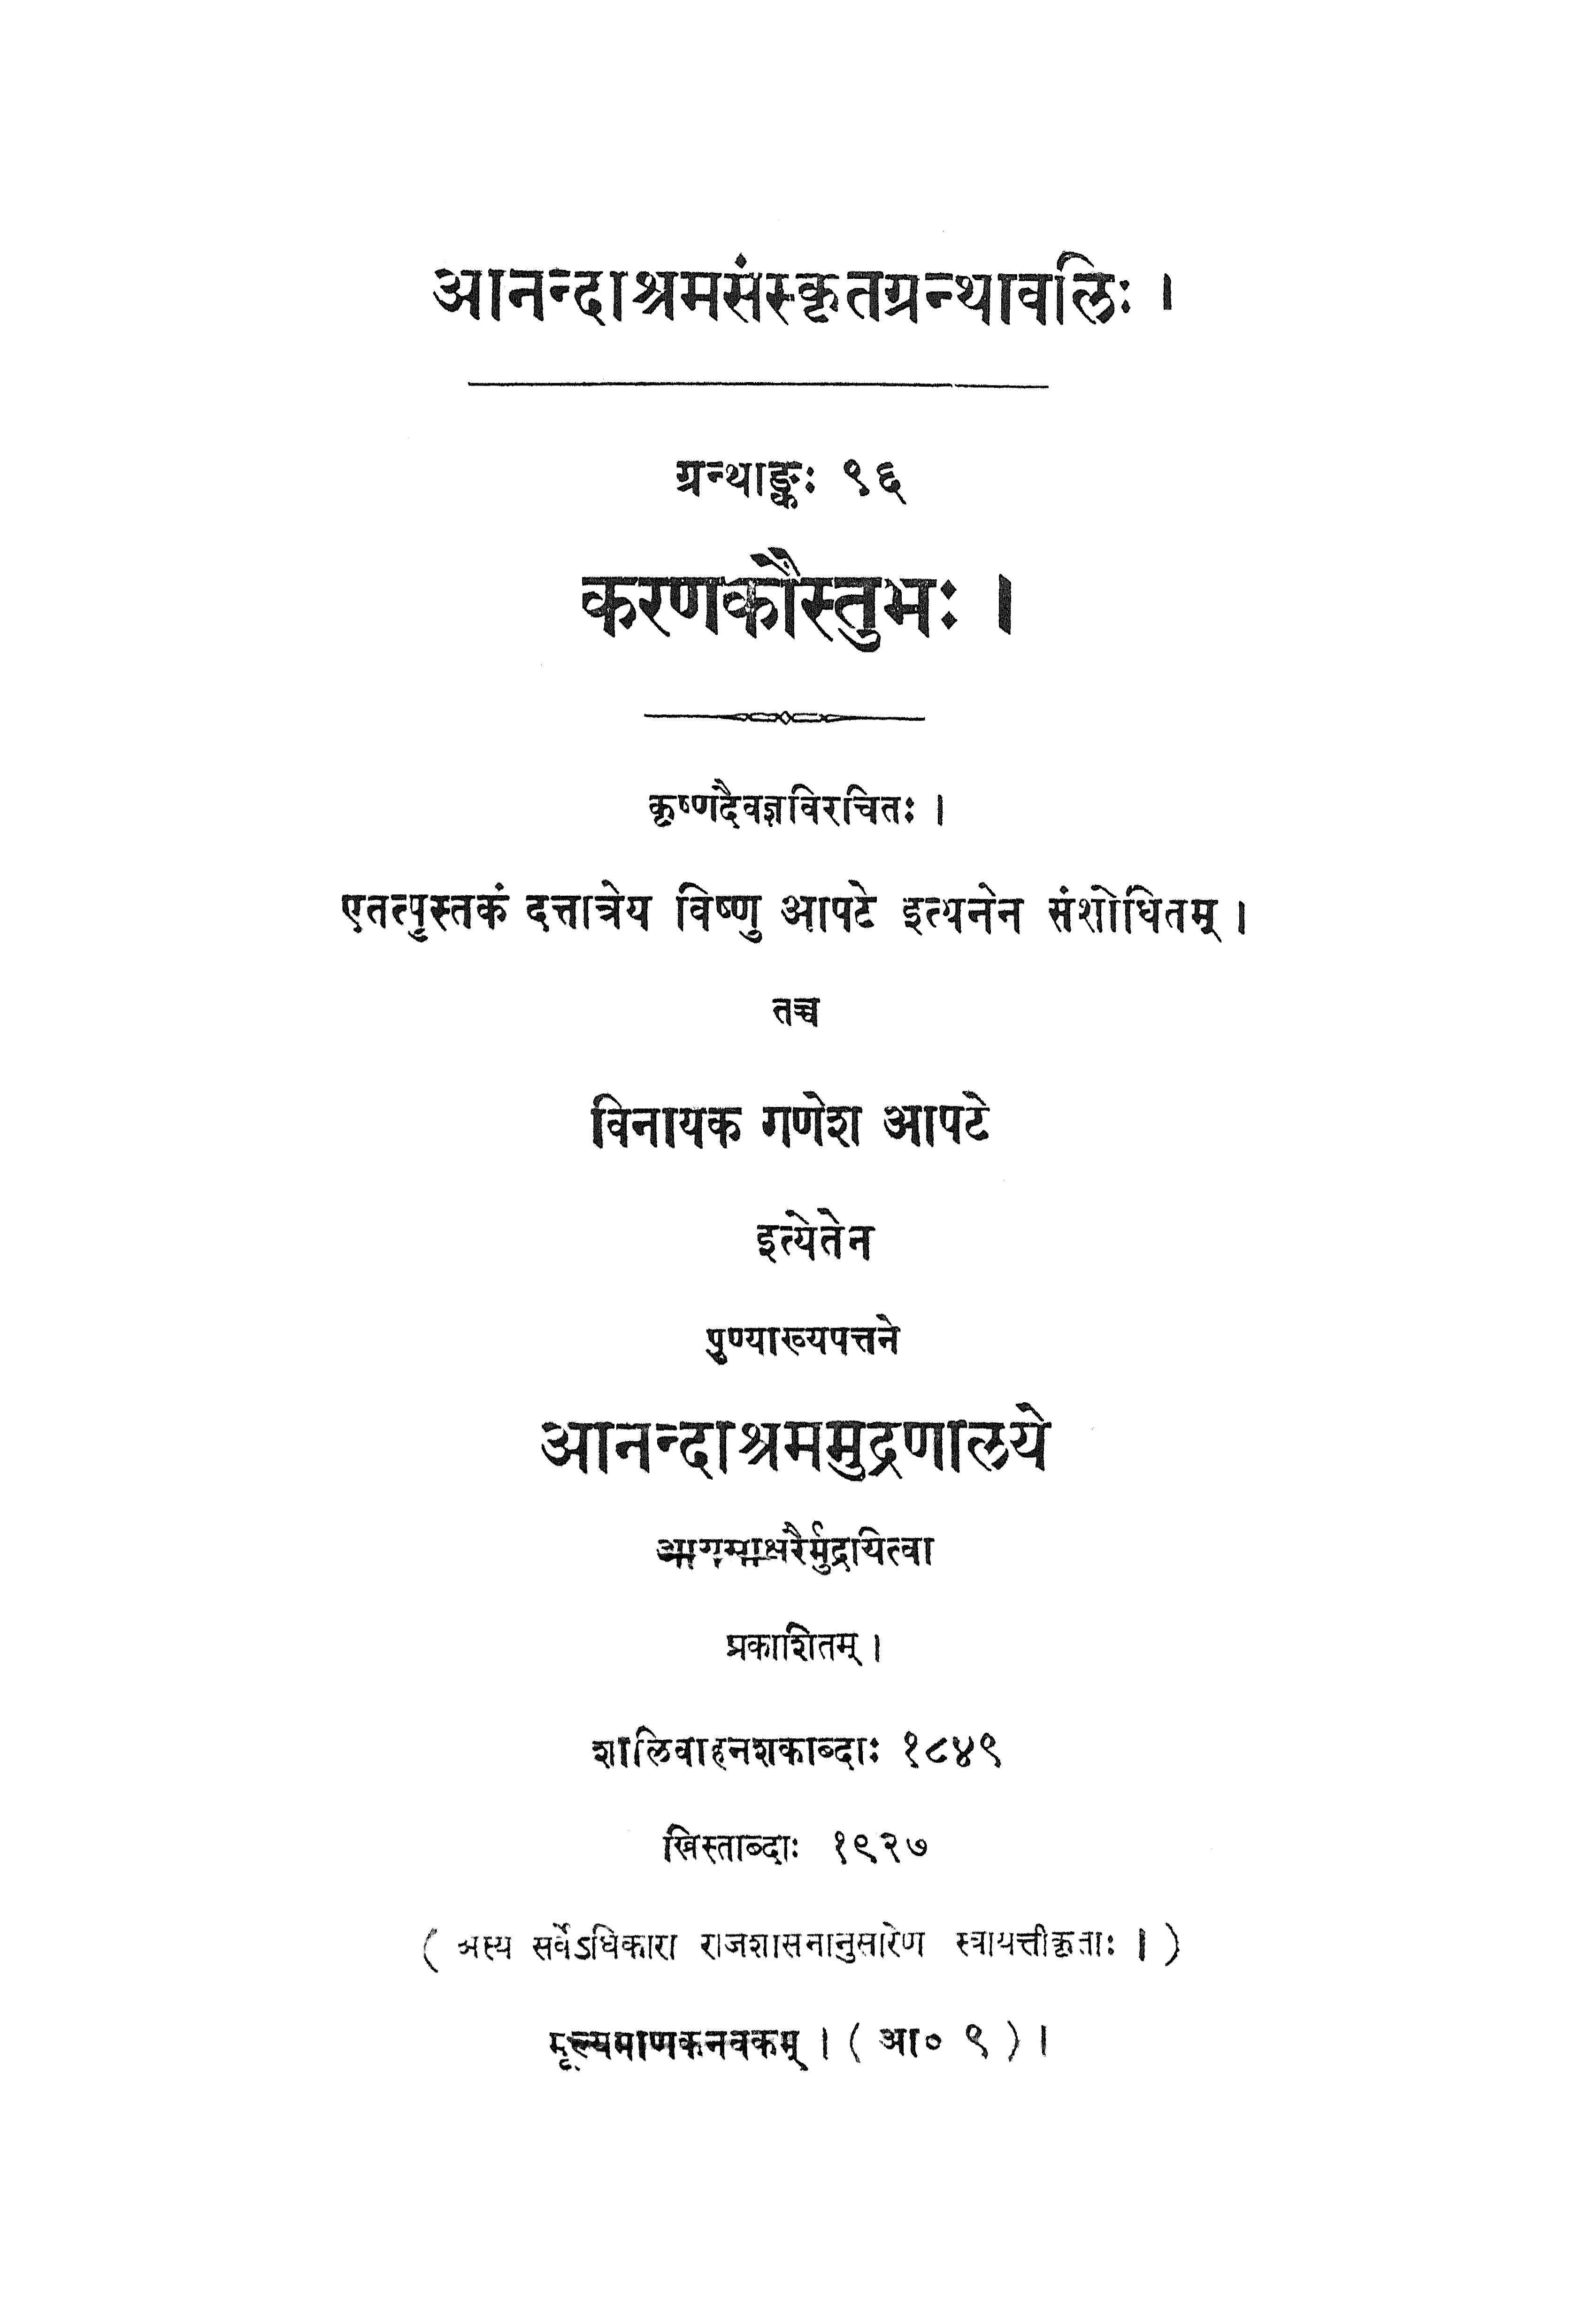 आनन्दाश्रमसंस्कृतग्रन्थावलिः ।
ग्रन्थाङ्कः ९६
करणकौस्तुभः ।
कृष्णदैवज्ञविरचितः ।
एतत्पुस्तकं दत्तात्रेय विष्णु आपटे इत्यनेन संशोधितम् ।
तच्च
विनायक गणेश आपटे
इत्येतेन
पुण्याख्यपत्तने
आनन्दाश्रममुद्रणालये
आयसाक्षरैर्मुद्रयित्वा
प्रकाशितम् ।
शालिवाहनशकाब्दाः १८४९
ख्रिस्ताब्दाः १९२७
( अस्य सर्वेऽधिकारा राजशासनानुसारेण स्वायत्तीकृताः । )
मूल्यमाणकनवकम् । ( आ० ९ ) ।